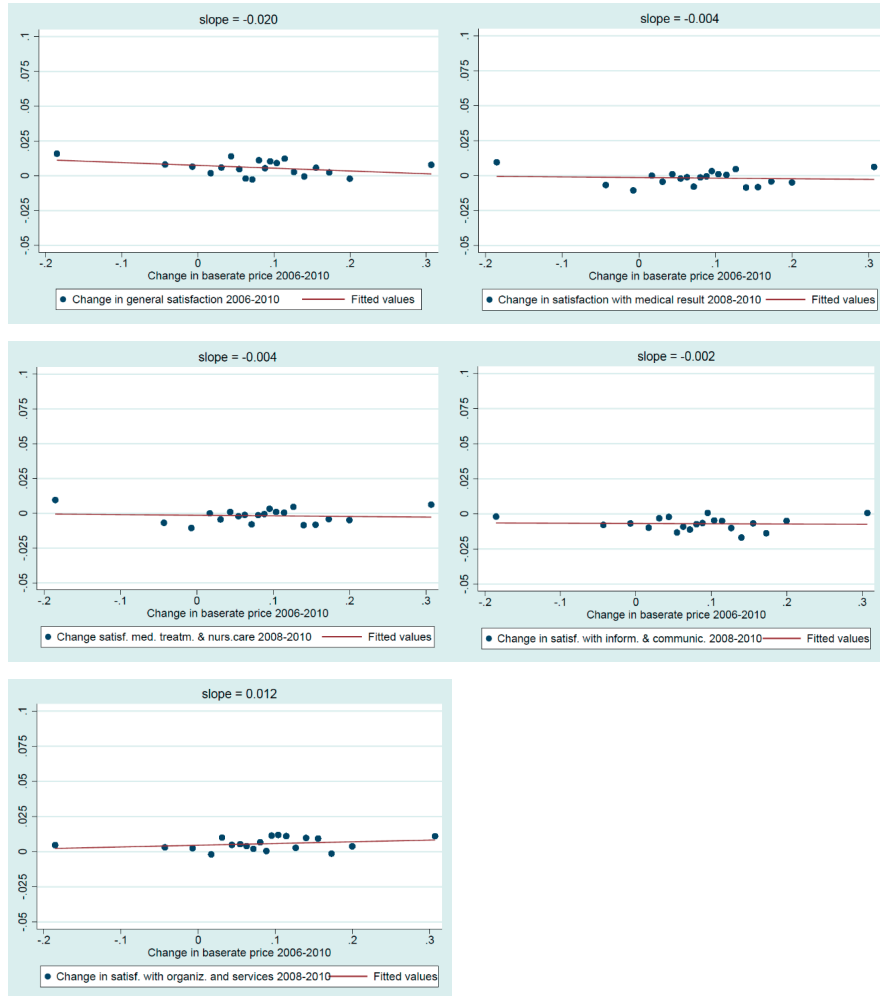 slope = -0.020
.1
.075
.05
.025
0
-.025
-.05
-.2 -.1 0 .1 .2 .3
Change in baserate price 2006-2010
Change in general satisfaction 2006-2010 Fitted values
slope = -0.004
.1
.075
.05
.025
0
-.025
-.05
-.2 -.1 0 .1 .2 .3
Change in baserate price 2006-2010
Change in satisfaction with medical result 2008-2010 Fitted values
slope = -0.004
.1
.075
.05
.025
0
-.025
-.05
-.2 -.1 0 .1 .2 .3
Change in baserate price 2006-2010
Change satisf. med. treatm. & nurs.care 2008-2010 Fitted values
slope = -0.002
.1
.075
.05
.025
0
-.025
-.05
-.2 -.1 0 .1 .2 .3
Change in baserate price 2006-2010
Change in satisf. with inform. & communic. 2008-2010 Fitted values
slope = 0.012
.1
.075
.05
.025
0
-.025
-.05
-.2 -.1 0 .1 .2 .3
Change in baserate price 2006-2010
Change in satisf. with organiz. and services 2008-2010 Fitted values